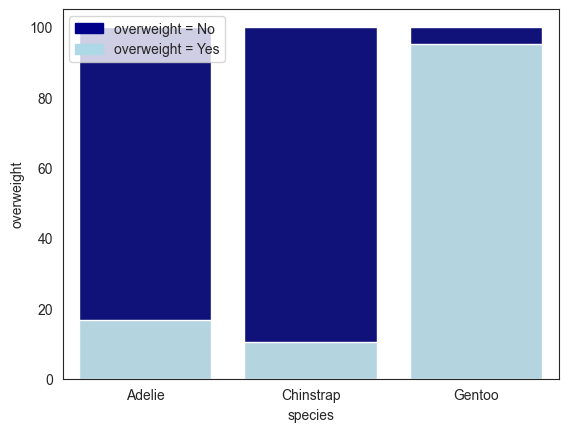 overweight = No
overweight = Yes
100
80
60
40
20
0
overweight
Adelie
Chinstrap
Gentoo
species